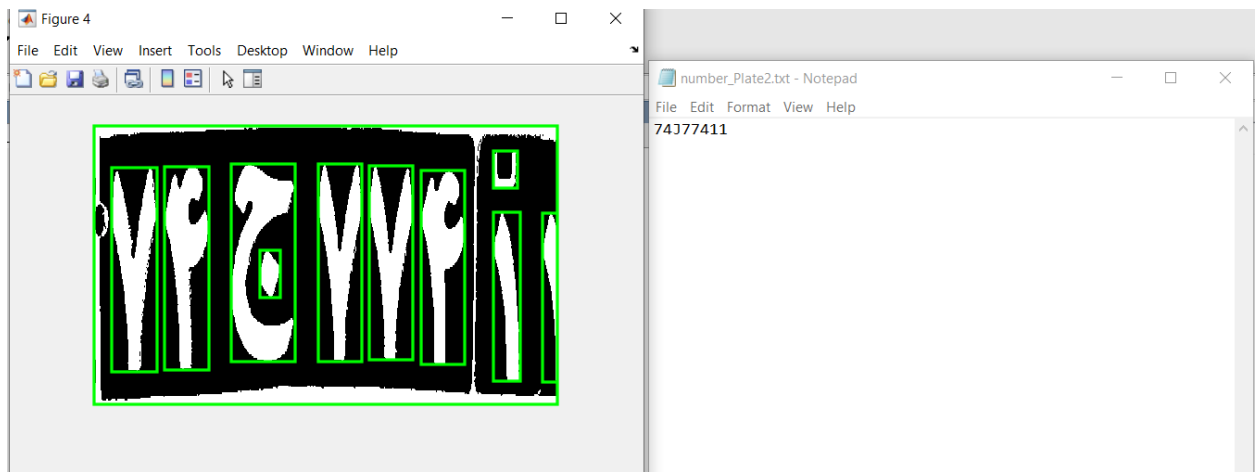 Figure 4
File Edit View Insert Tools Desktop Window Help
۷۴ ج ۷۷۴ ۱
number_Plate2.txt - Notepad
File Edit Format View Help
74J77411